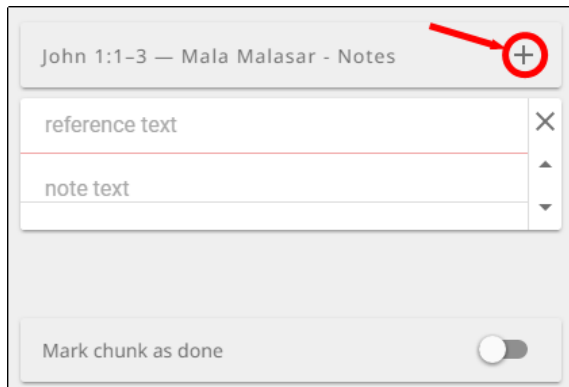 John 1:1–3 — Mala Malasar - Notes
reference text
note text
Mark chunk as done